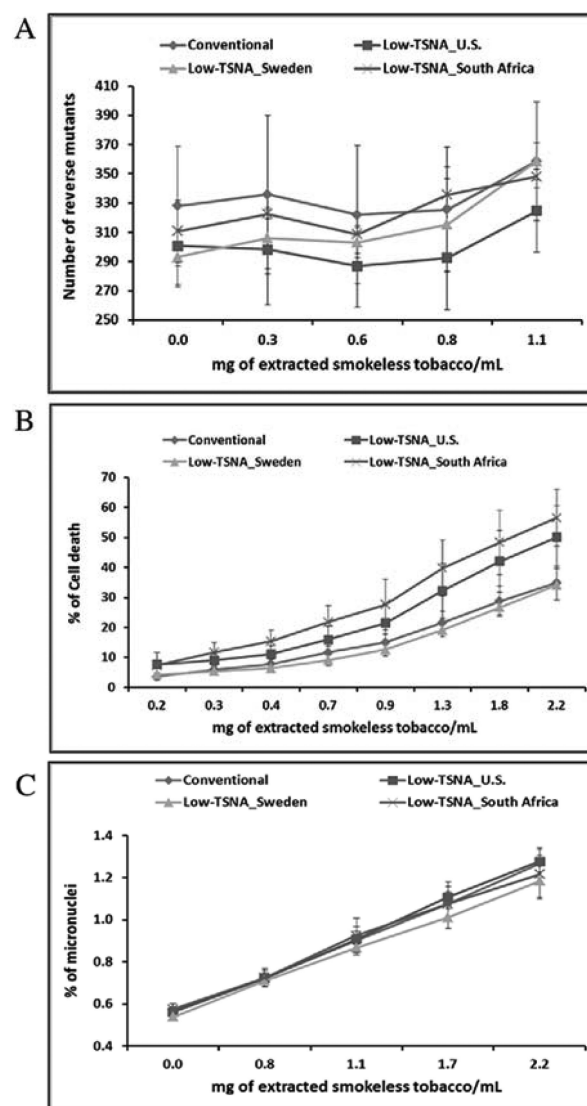 A
Conventional Low-TSNA_U.S.
Low-TSNA_Sweden Low-TSNA_South Africa
Number of reverse mutants
410
390
370
350
330
310
290
270
250
0.0 0.3 0.6 0.8 1.1
mg of extracted smokeless tobacco/mL
B
Conventional Low-TSNA_U.S.
Low-TSNA_Sweden Low-TSNA_South Africa
% of Cell death
70
60
50
40
30
20
10
0
0.2 0.3 0.4 0.7 0.9 1.3 1.8 2.2
mg of extracted smokeless tobacco/mL
C
Conventional Low-TSNA_U.S.
Low-TSNA_Sweden Low-TSNA_South Africa
% of micronuclei
1.4
1.2
1.0
0.8
0.6
0.4
0.0 0.8 1.1 1.7 2.2
mg of extracted smokeless tobacco/mL